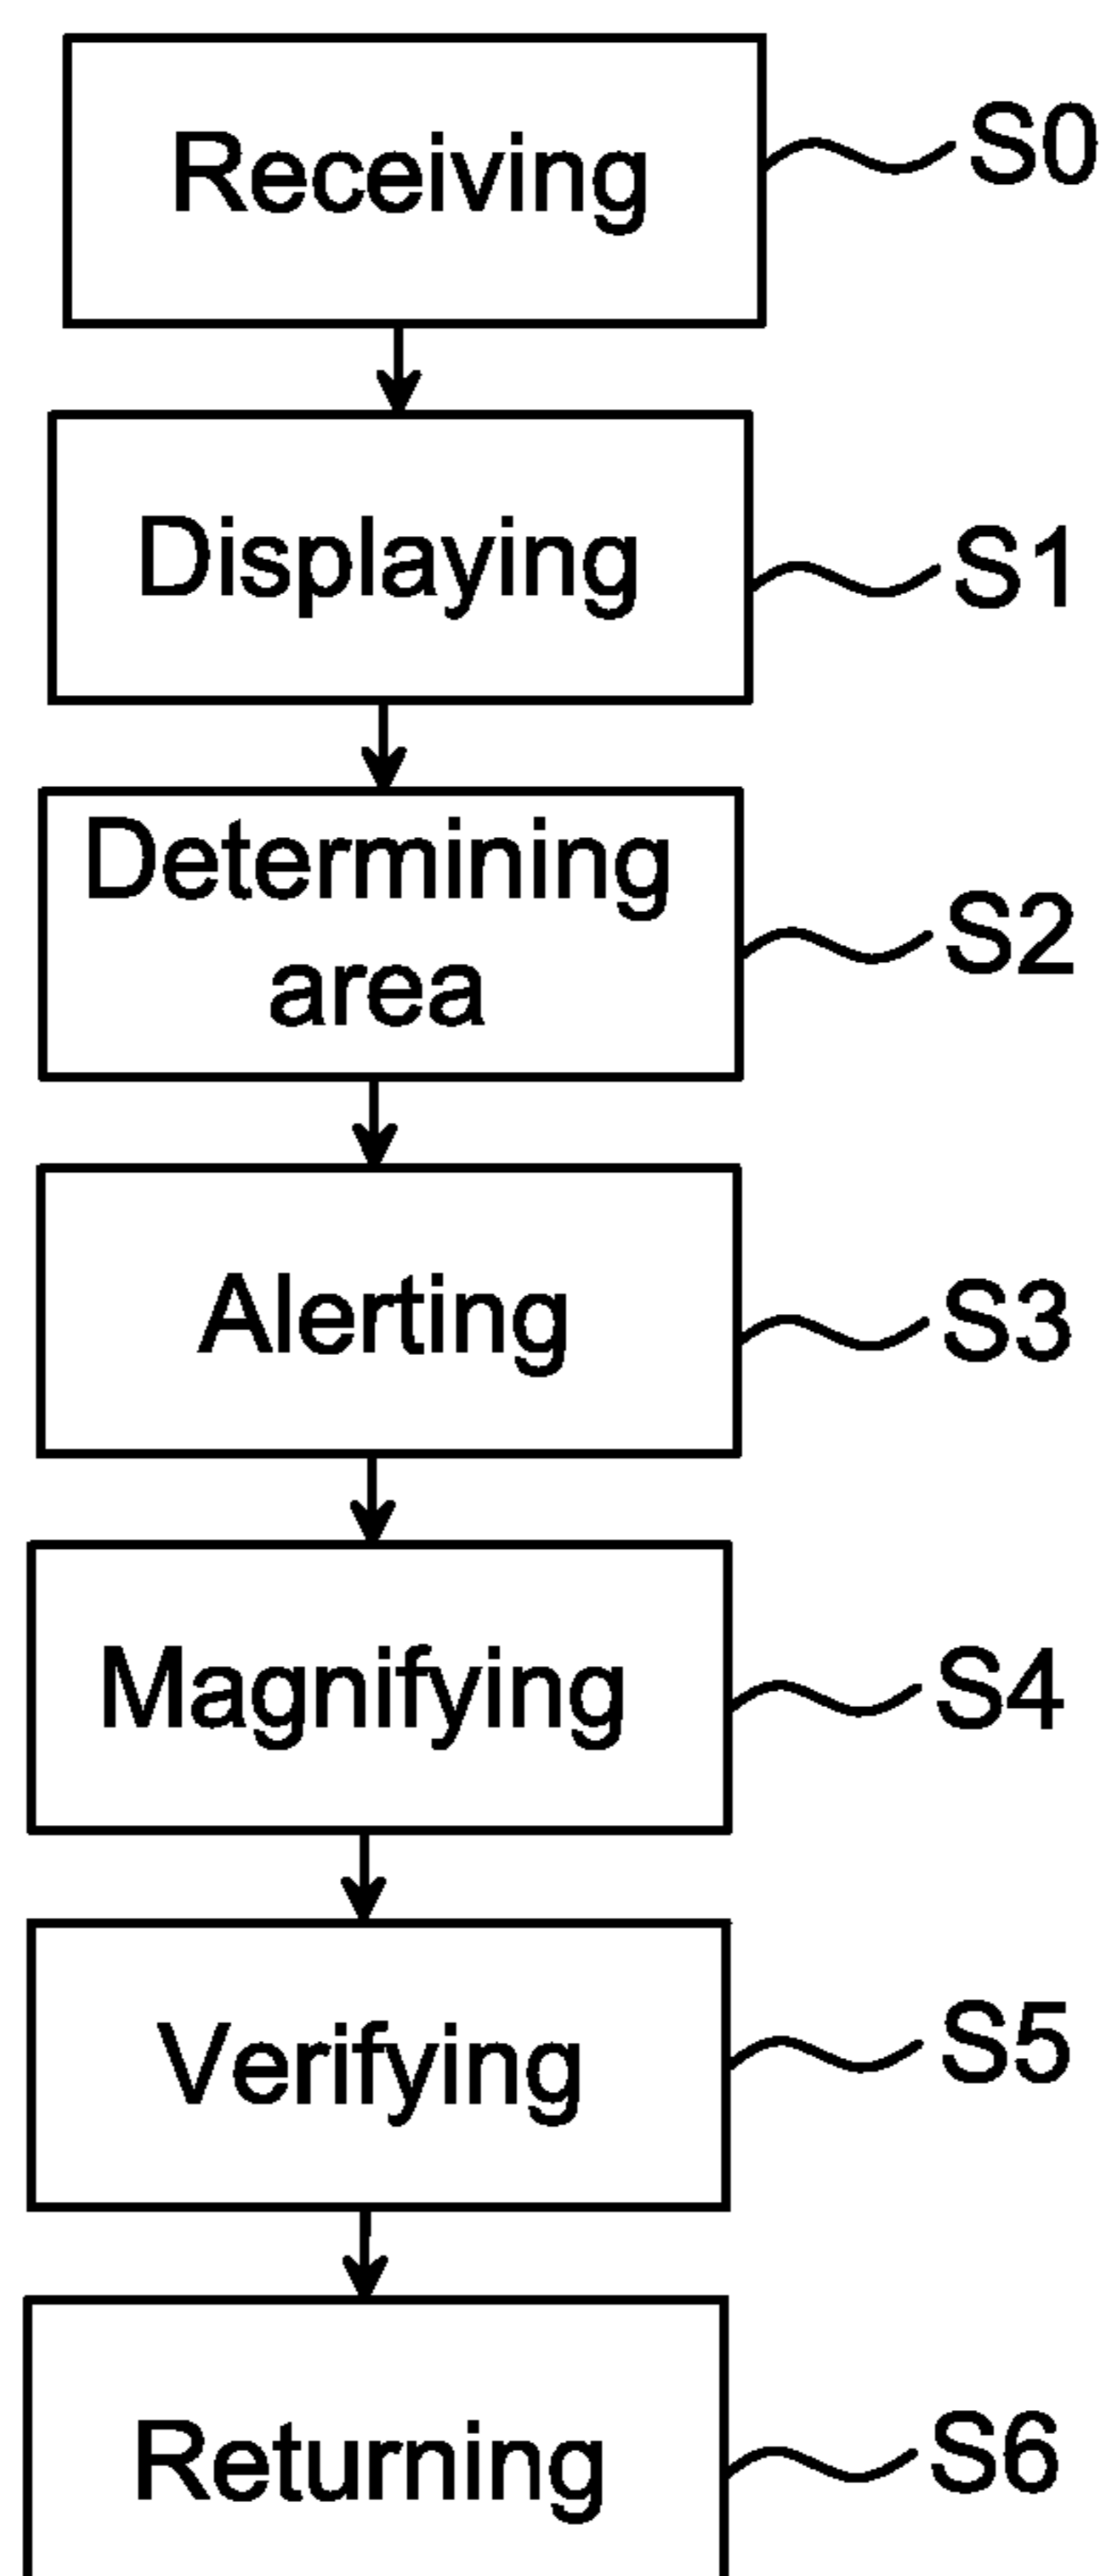 Receiving
S0
Displaying
S1
Determining
area
S2
Alerting
S3
Magnifying
S4
Verifying
S5
Returning
S6